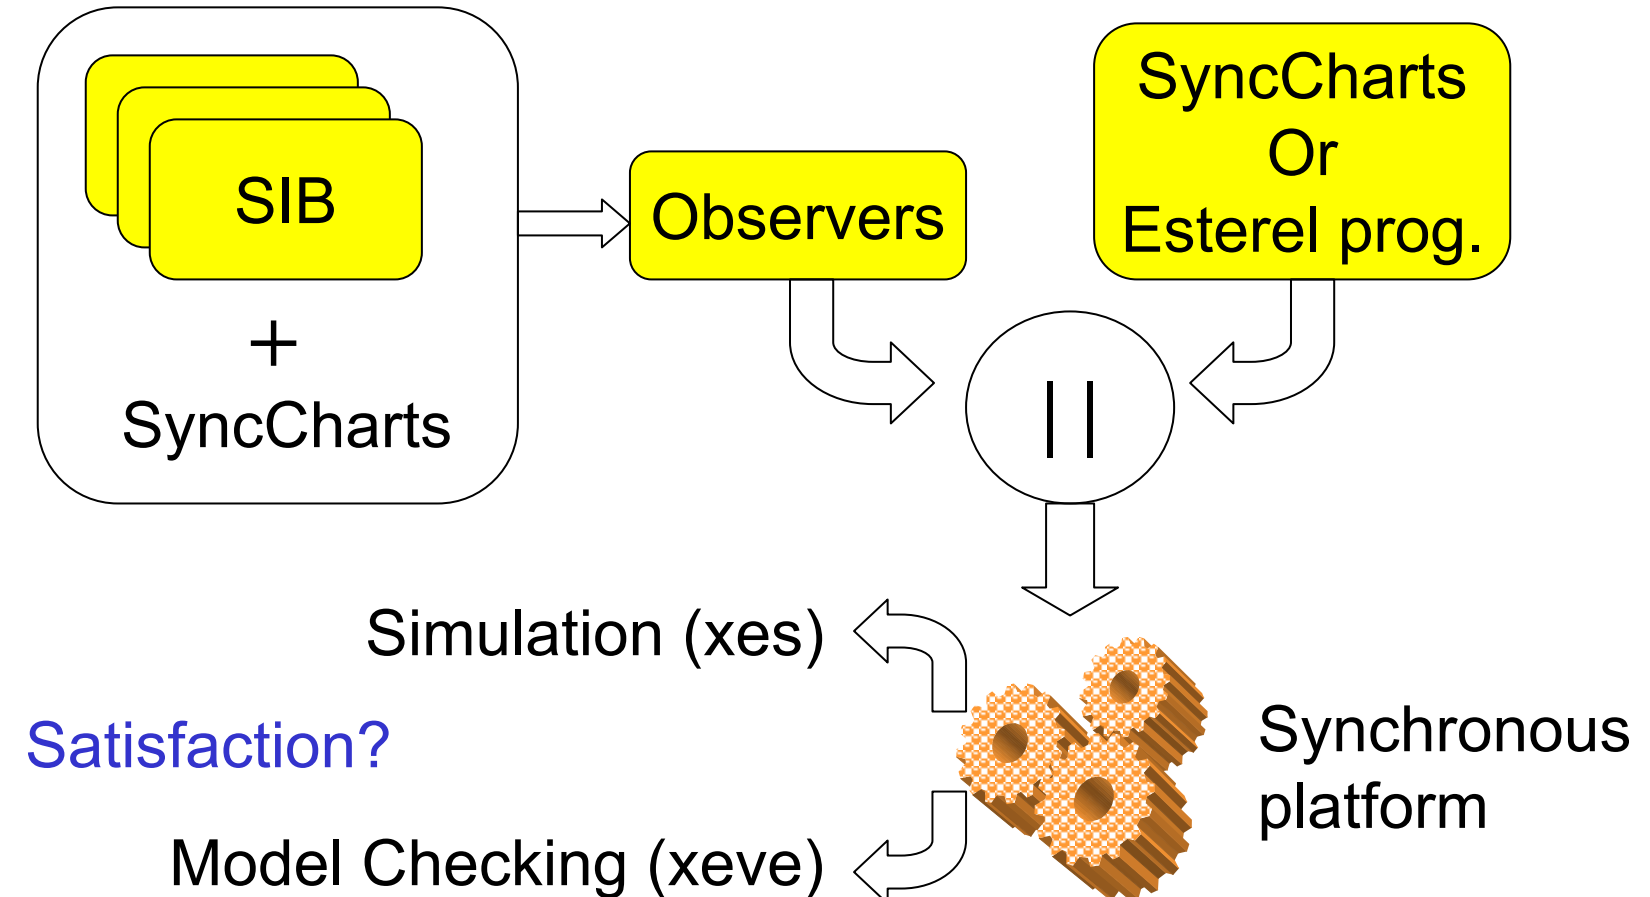 SIB
+
SyncCharts
Observers
SyncCharts
Or
Esterel prog.
||
Simulation (xes)
Satisfaction?
Model Checking (xeve)
Synchronous
platform